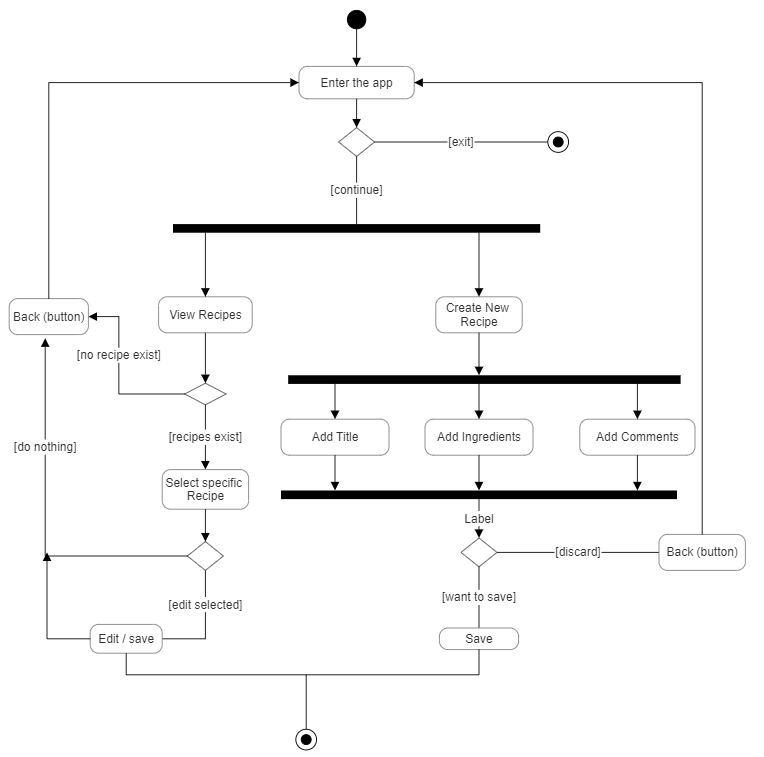 Enter the app
[exit]
[continue]
Back (button)
View Recipes
Create New
Recipe
[no recipe exist]
[recipes exist]
Add Title
Add Ingredients
Add Comments
[do nothing]
Select specific
Recipe
Label
[discard]
Back (button)
[edit selected]
[want to save]
Edit / save
Save